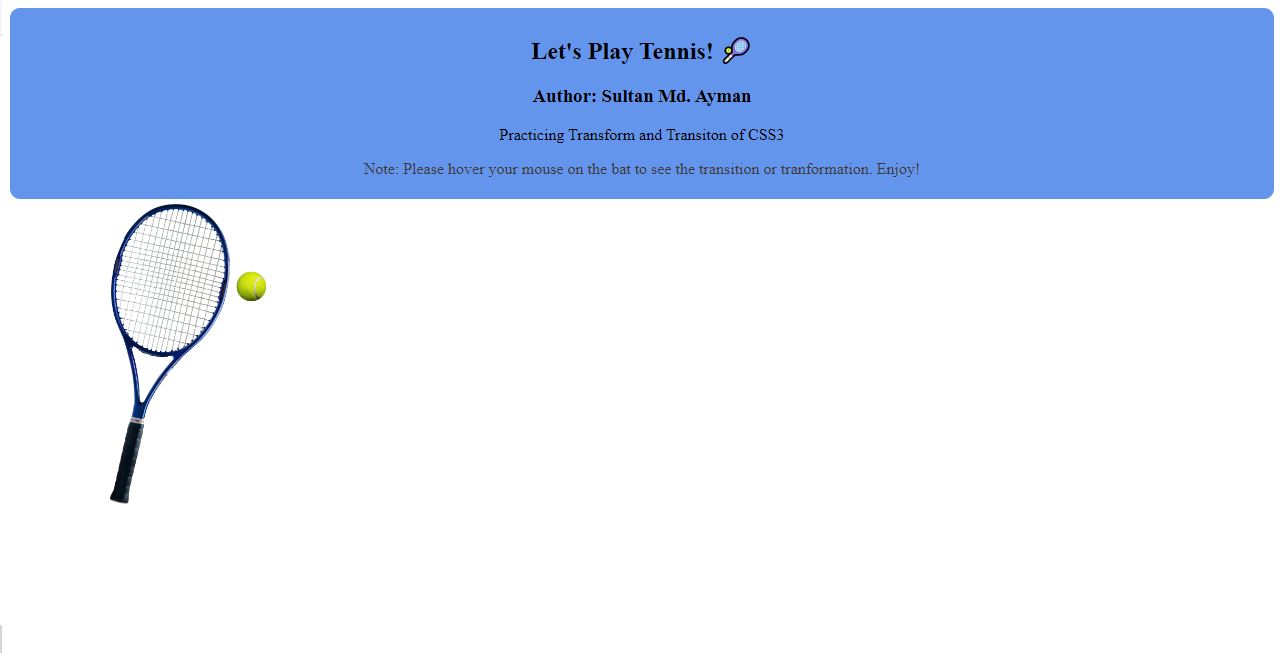 Let's Play Tennis! 🎾
Author: Sultan Md. Ayman
Practicing Transform and Transiton of CSS3
Note: Please hover your mouse on the bat to see the transition or tranformation. Enjoy!